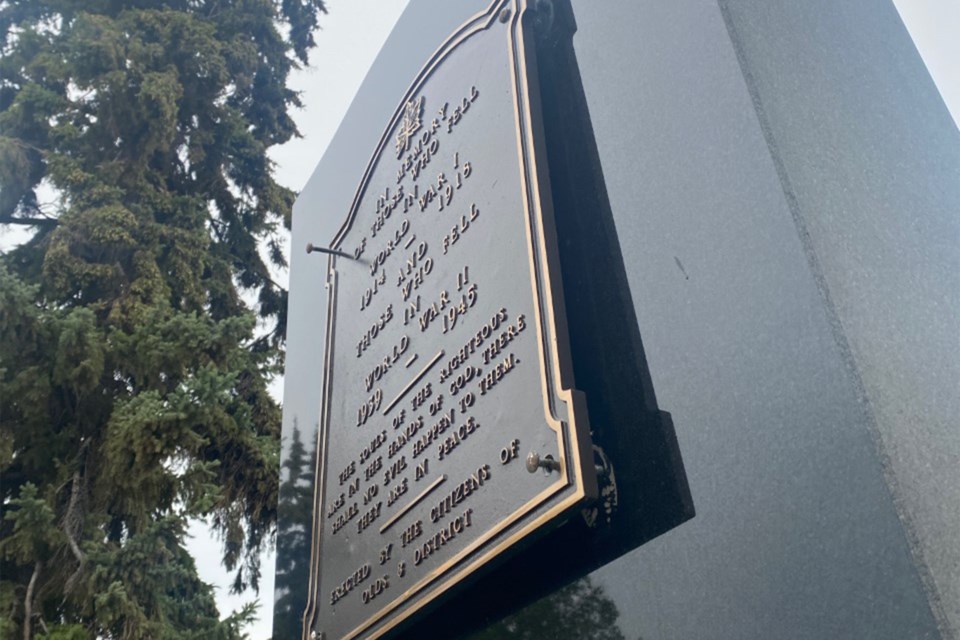 IN MEMORY
OF THOSE WHO FELL
IN
WORLD WAR I
1914 – 1918
AND
THOSE WHO FELL
IN
WORLD WAR II
1939 – 1945
THE SOULS OF THE RIGHTEOUS
ARE IN THE HANDS OF GOD, THERE
SHALL NO EVIL HAPPEN TO THEM.
THEY ARE IN PEACE.
ERECTED BY THE CITIZENS OF
OLDS & DISTRICT